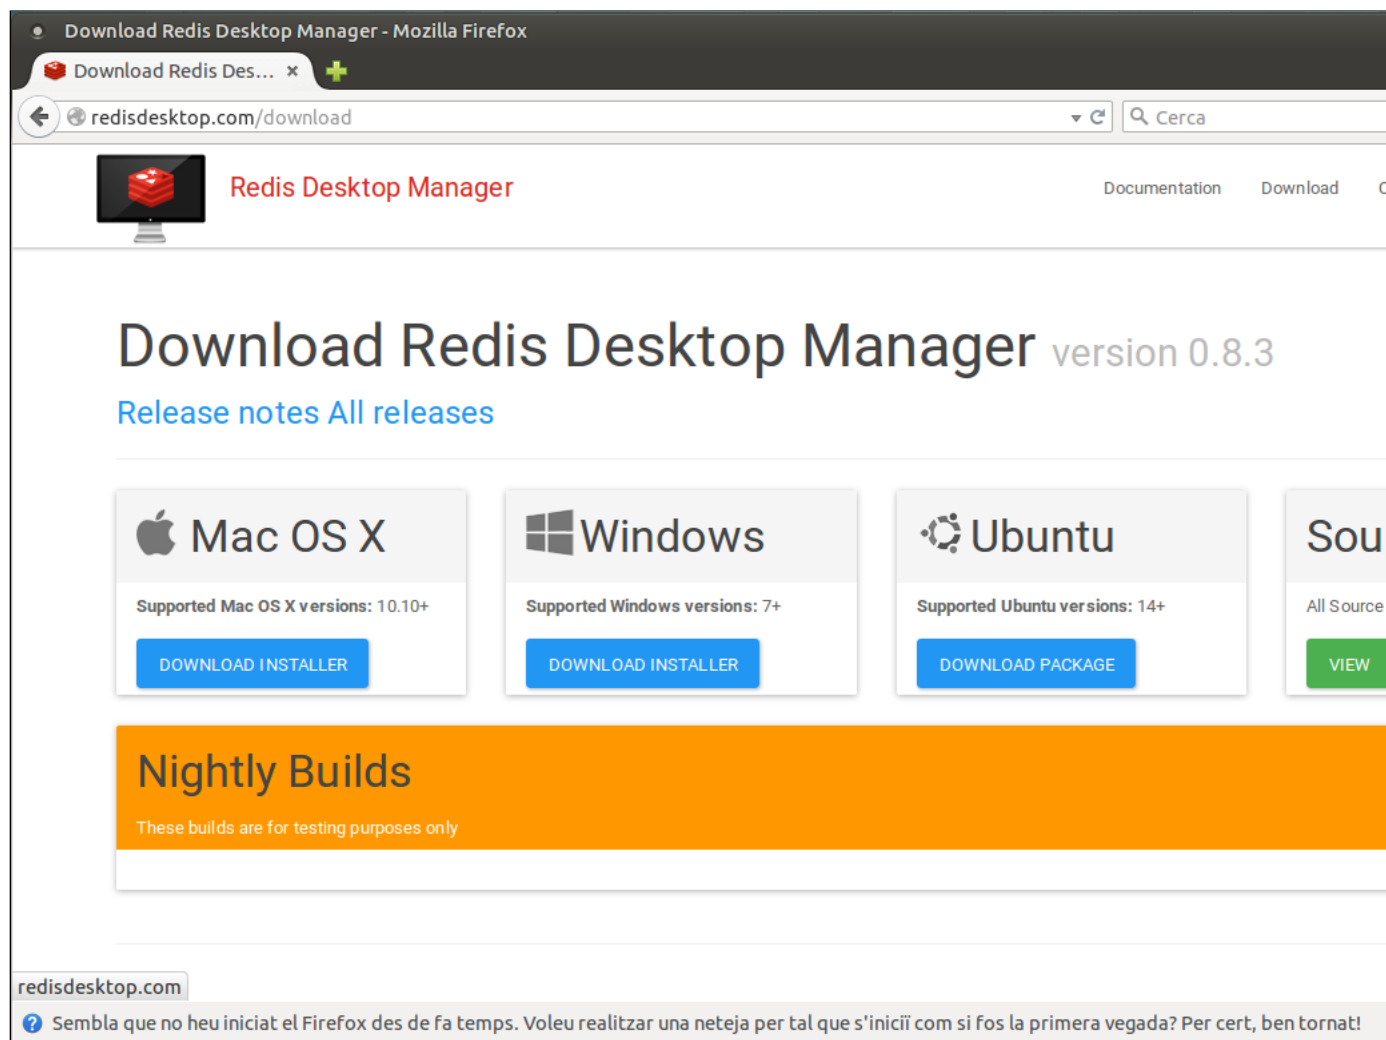 Download Redis Desktop Manager - Mozilla Firefox
Download Redis Des...
redisdesktop.com/download
Cerca
Redis Desktop Manager
Documentation
Download
Download Redis Desktop Manager version 0.8.3
Release notes All releases
Mac OS X
Supported Mac OS X versions: 10.10+
DOWNLOAD INSTALLER
Windows
Supported Windows versions: 7+
DOWNLOAD INSTALLER
Ubuntu
Supported Ubuntu versions: 14+
DOWNLOAD PACKAGE
Sou
All Source
VIEW
Nightly Builds
These builds are for testing purposes only
redisdesktop.com
Sembla que no heu iniciat el Firefox des de fa temps. Voleu realitzar una neteja per tal que s'iniciï com si fos la primera vegada? Per cert, ben tornat!